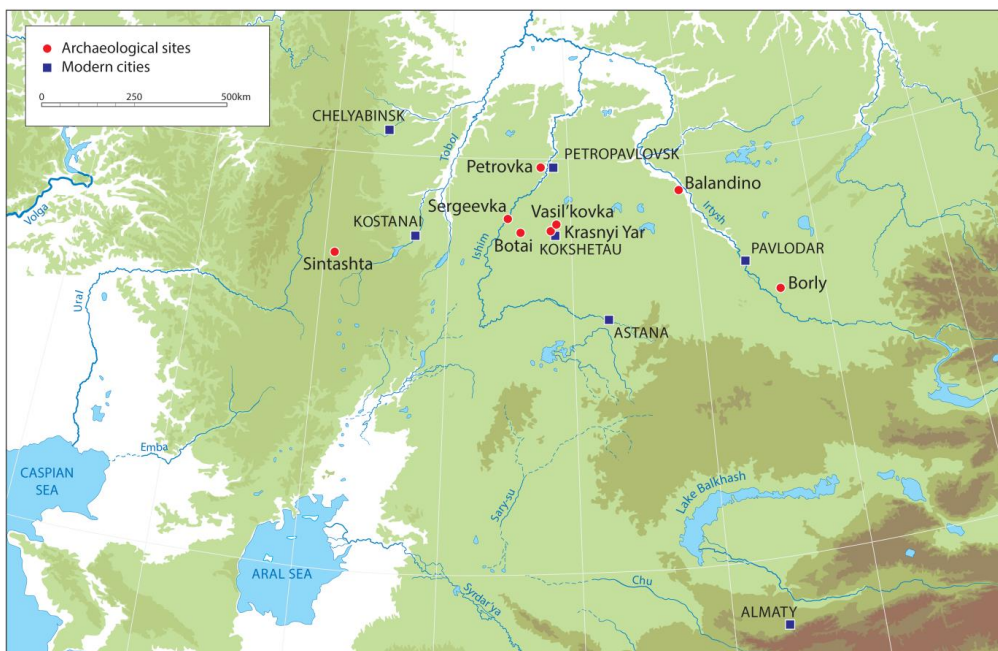 Archaeological sites
Modern cities
0 250 500km
CHELYABINSK
Tobol
Petrovka
PETROPAVLOVSK
Balandino
Volga
Sergeevka
Vasil'kovka
Irtysh
KOSTANAI
Krasnyi Yar
Botai
KOKSHETAU
Ishim
Sintashta
PAVLODAR
Borly
Ural
ASTANA
Emba
CASPIAN
SEA
Lake Balkhash
Sary-su
ARAL SEA
Chu
Syrdar'ya
ALMATY